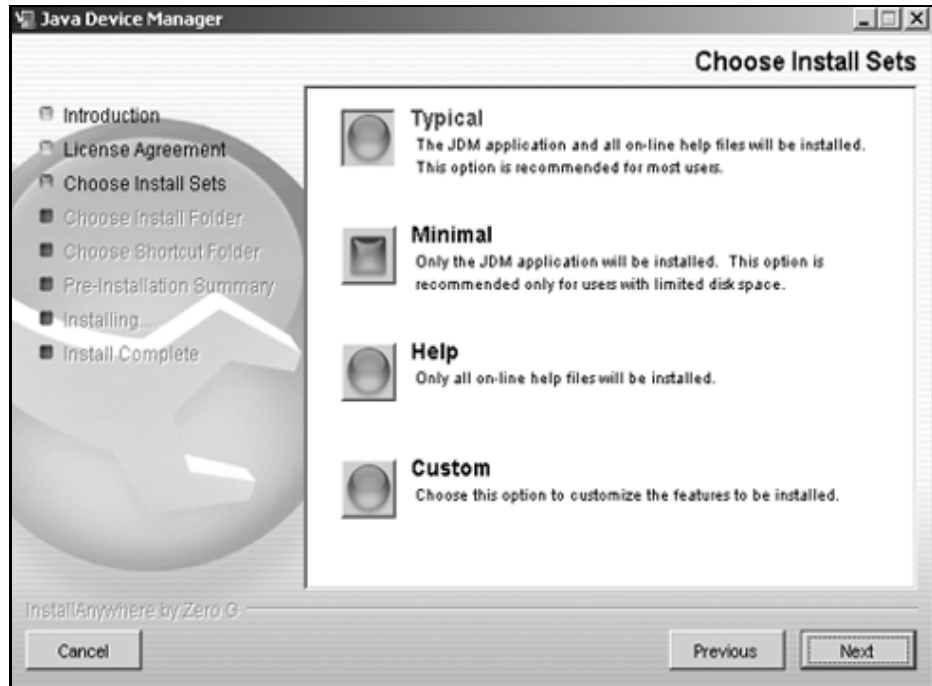 Java Device Manager
Choose Install Sets
Introduction
License Agreement
Choose Install Sets
Choose Install Folder
Choose Shortcut Folder
Pre-Installation Summary
Installing...
Install Complete
Typical
The JDM application and all on-line help files will be installed.
This option is recommended for most users.
Minimal
Only the JDM application will be installed. This option is
recommended only for users with limited disk space.
Help
Only all on-line help files will be installed.
Custom
Choose this option to customize the features to be installed.
InstallAnywhere by Zero G
Cancel
Previous
Next